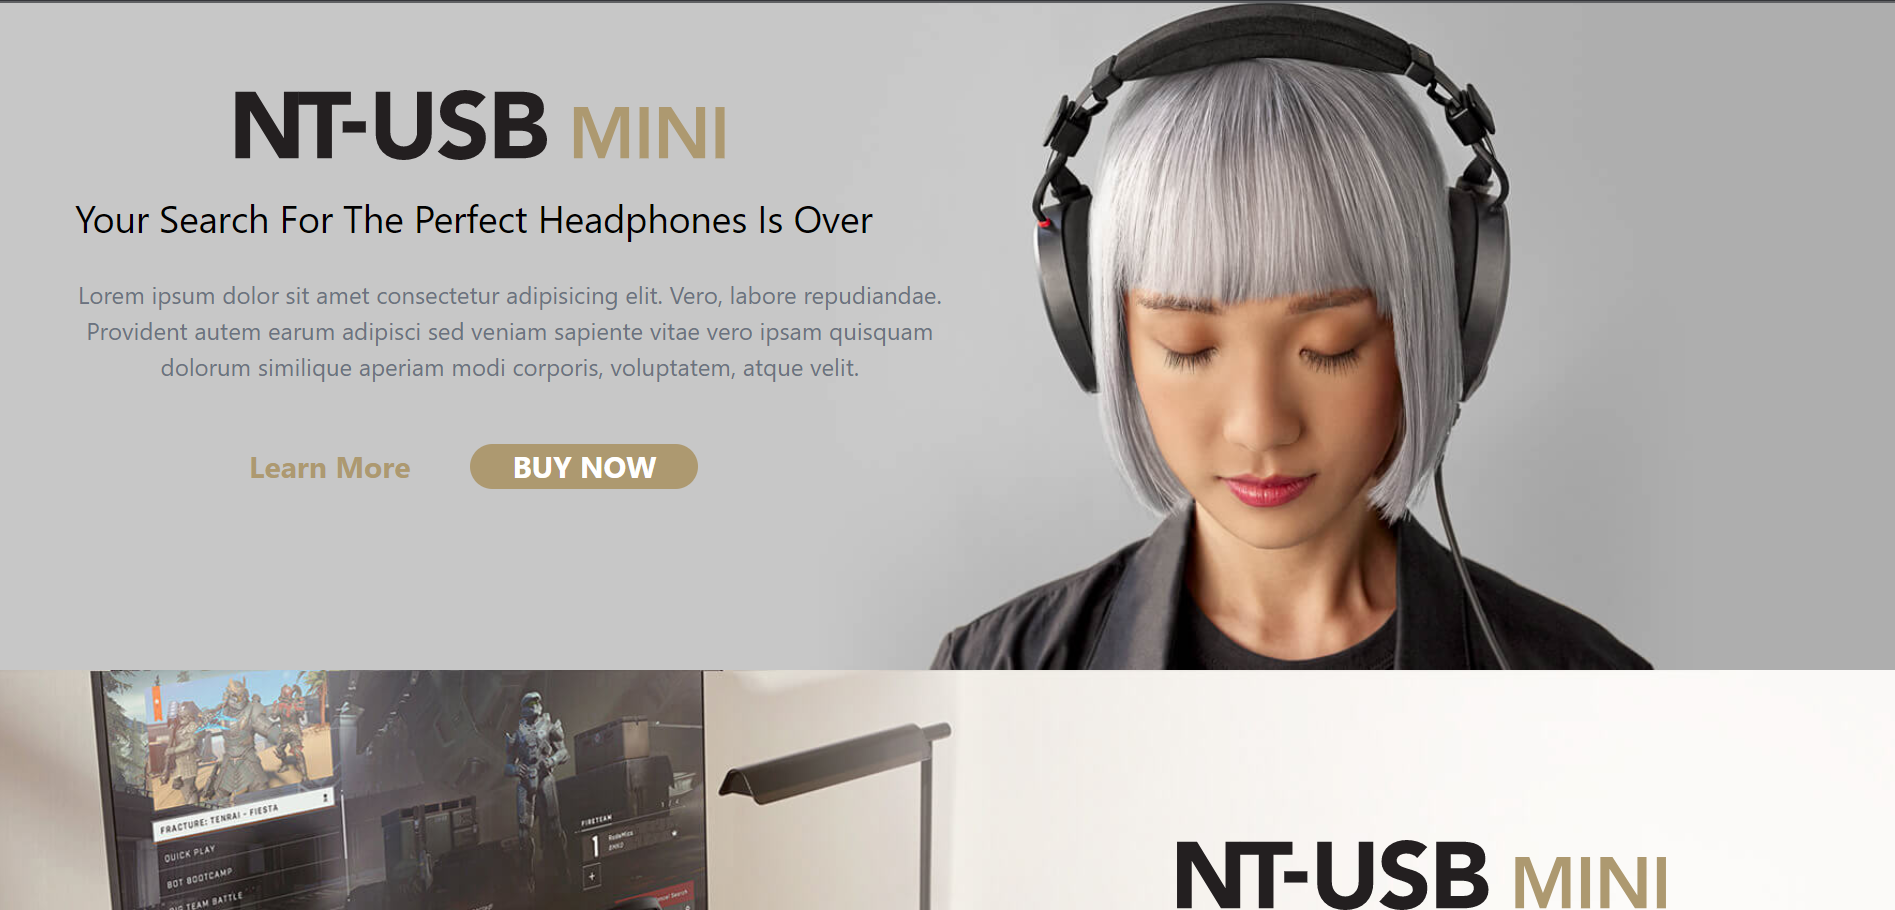 NT-USB MINI
Your Search For The Perfect Headphones Is Over
Lorem ipsum dolor sit amet consectetur adipisicing elit. Vero, labore repudiandae.
Provident autem earum adipisci sed veniam sapiente vitae vero ipsam quisquam
dolorum similique aperiam modi corporis, voluptatem, atque velit.
Learn More
BUY NOW
FRACTURE: TENRAI - FIESTA
QUICK PLAY
BOT BOOTCAMP
BIG TEAM BATTLE
FIRETEAM
1
NT-USB MINI